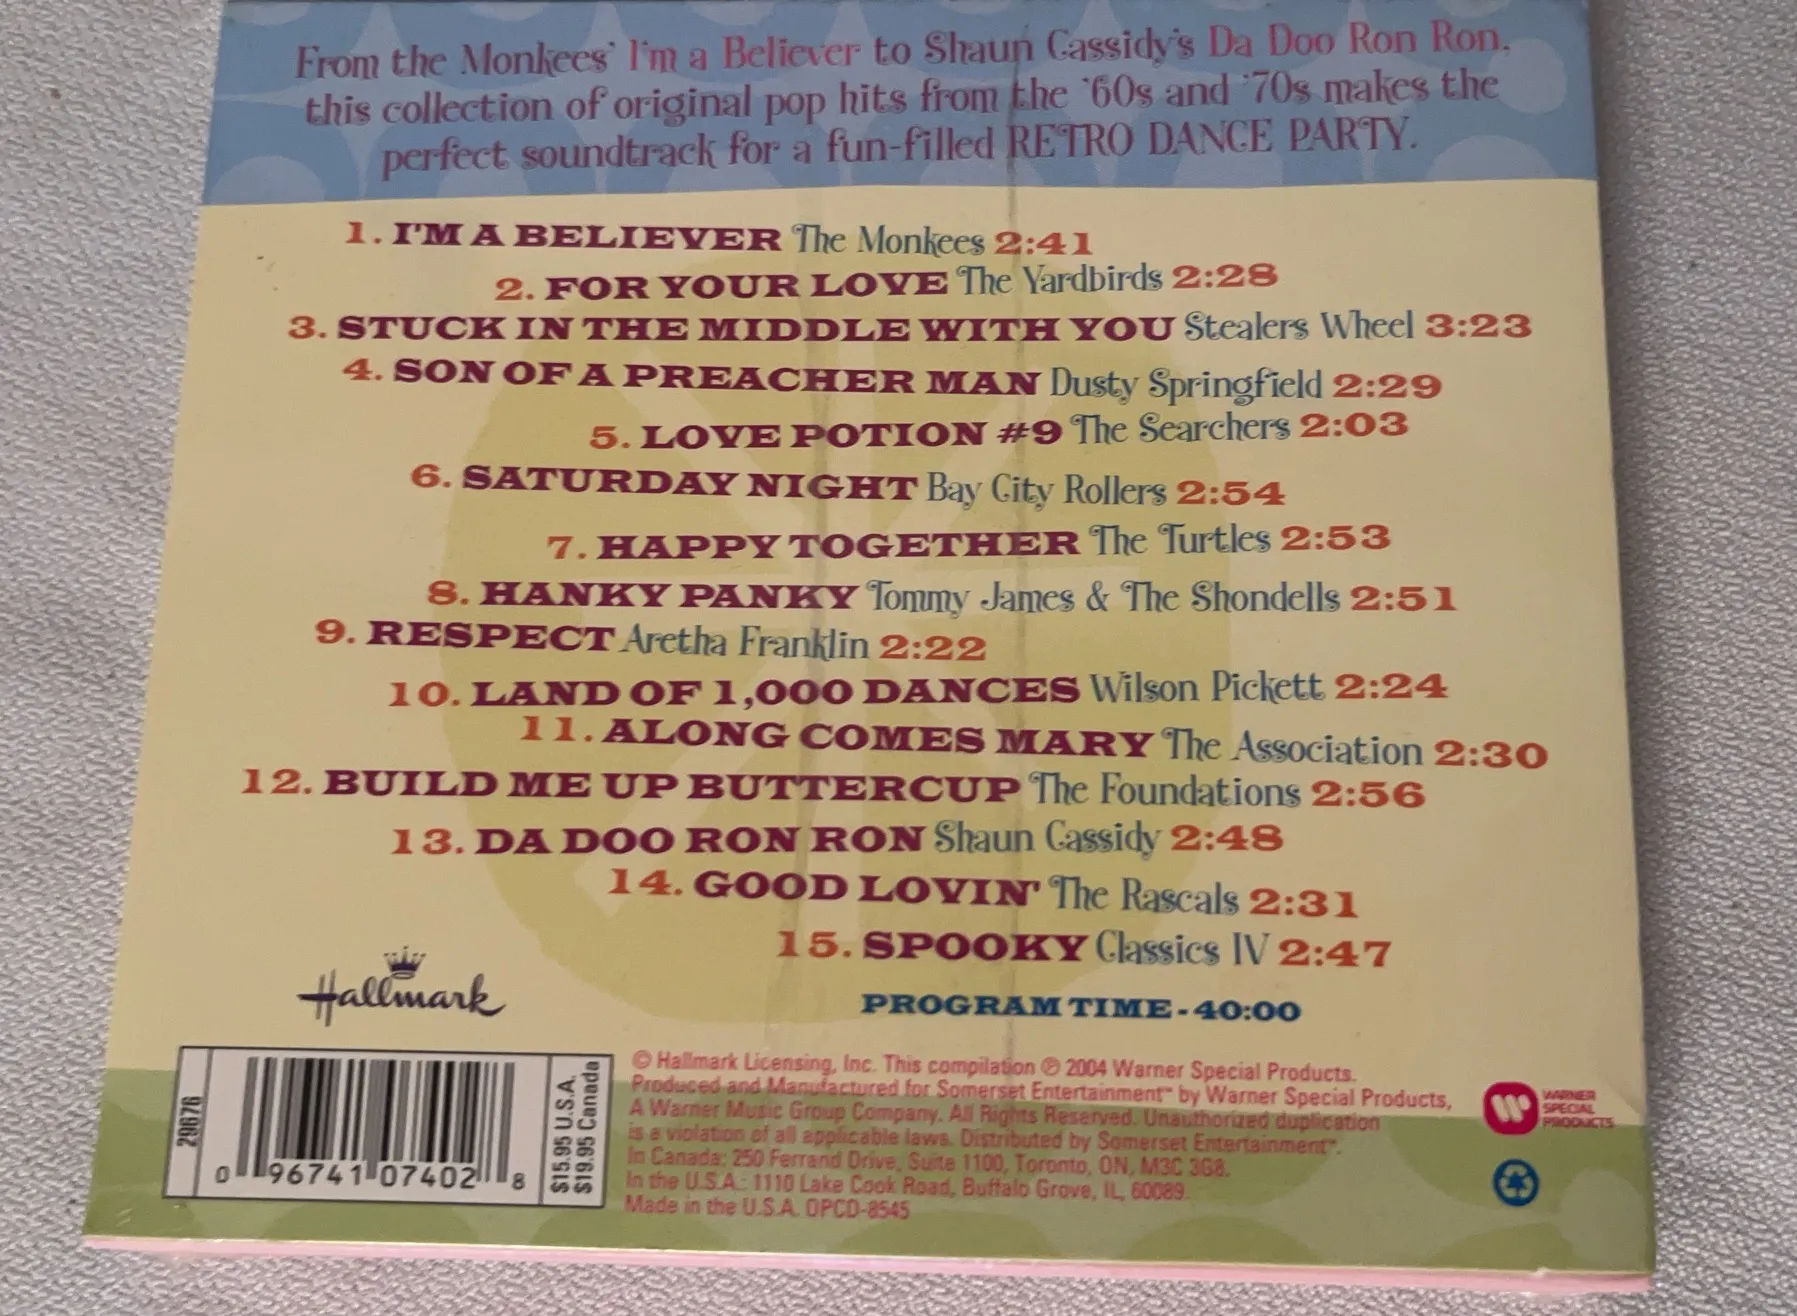 From the Monkees' I'm a Believer to Shaun Cassidy's Da Doo Ron Ron,
this collection of original pop hits from the '60s and '70s makes the
perfect soundtrack for a fun-filled RETRO DANCE PARTY.
1. I'M A BELIEVER The Monkees 2:41
2. FOR YOUR LOVE The Yardbirds 2:28
3. STUCK IN THE MIDDLE WITH YOU Stealers Wheel 3:23
4. SON OF A PREACHER MAN Dusty Springfield 2:29
5. LOVE POTION #9 The Searchers 2:03
6. SATURDAY NIGHT Bay City Rollers 2:54
7. HAPPY TOGETHER The Turtles 2:53
8. HANKY PANKY Tommy James & The Shondells 2:51
9. RESPECT Aretha Franklin 2:22
10. LAND OF 1,000 DANCES Wilson Pickett 2:24
11. ALONG COMES MARY The Association 2:30
12. BUILD ME UP BUTTERCUP The Foundations 2:56
13. DA DOO RON RON Shaun Cassidy 2:48
14. GOOD LOVIN' The Rascals 2:31
15. SPOOKY Classics IV 2:47
PROGRAM TIME - 40:00
Hallmark
29676
0 96741 07402 8
$15.95 U.S.A.
$19.95 Canada
© Hallmark Licensing, Inc. This compilation ℗ 2004 Warner Special Products.
Produced and Manufactured for Somerset Entertainment™ by Warner Special Products,
A Warner Music Group Company. All Rights Reserved. Unauthorized duplication
is a violation of all applicable laws. Distributed by Somerset Entertainment™.
In Canada: 250 Ferrand Drive, Suite 1100, Toronto, ON, M3C 3G8.
In the U.S.A.: 1110 Lake Cook Road, Buffalo Grove, IL, 60089.
Made in the U.S.A. OPCD-8545
WARNER
SPECIAL
PRODUCTS